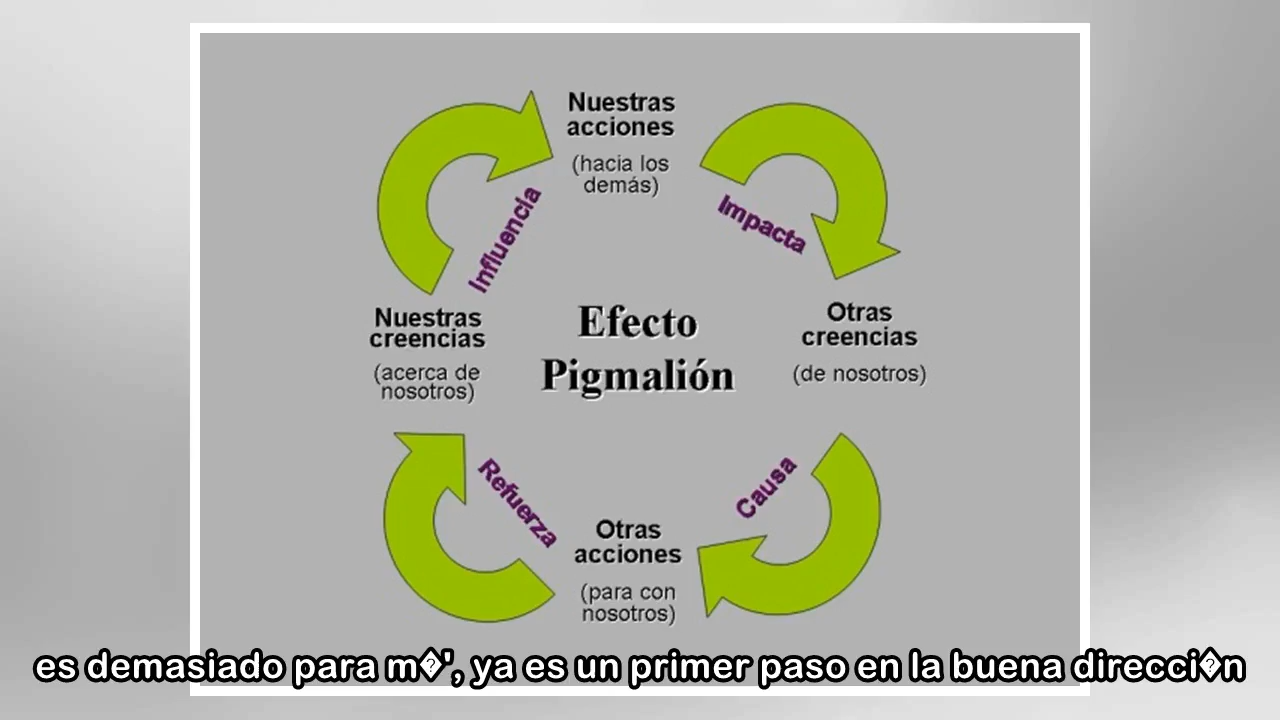 Nuestras
acciones
(hacia los
demás)
Influencia
Impacta
Nuestras
creencias
(acerca de
nosotros)
Efecto
Pigmalión
Otras
creencias
(de nosotros)
Refuerza
Causa
Otras
acciones
(para con
nosotros)
es demasiado para m�', ya es un primer paso en la buena direcci�n